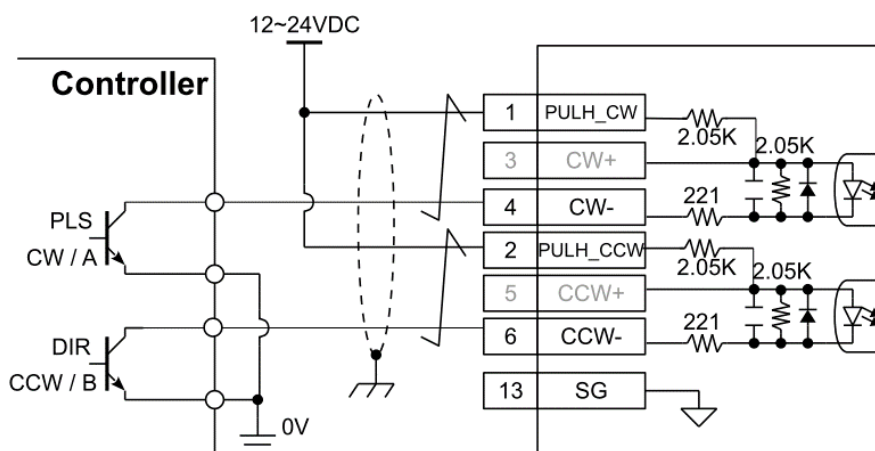 12~24VDC
Controller
1 PULH_CW
2.05K
2.05K
3 CW+
PLS
CW / A
4 CW-
221
2 PULH_CCW
2.05K
2.05K
5 CCW+
DIR
CCW / B
6 CCW-
221
13 SG
0V